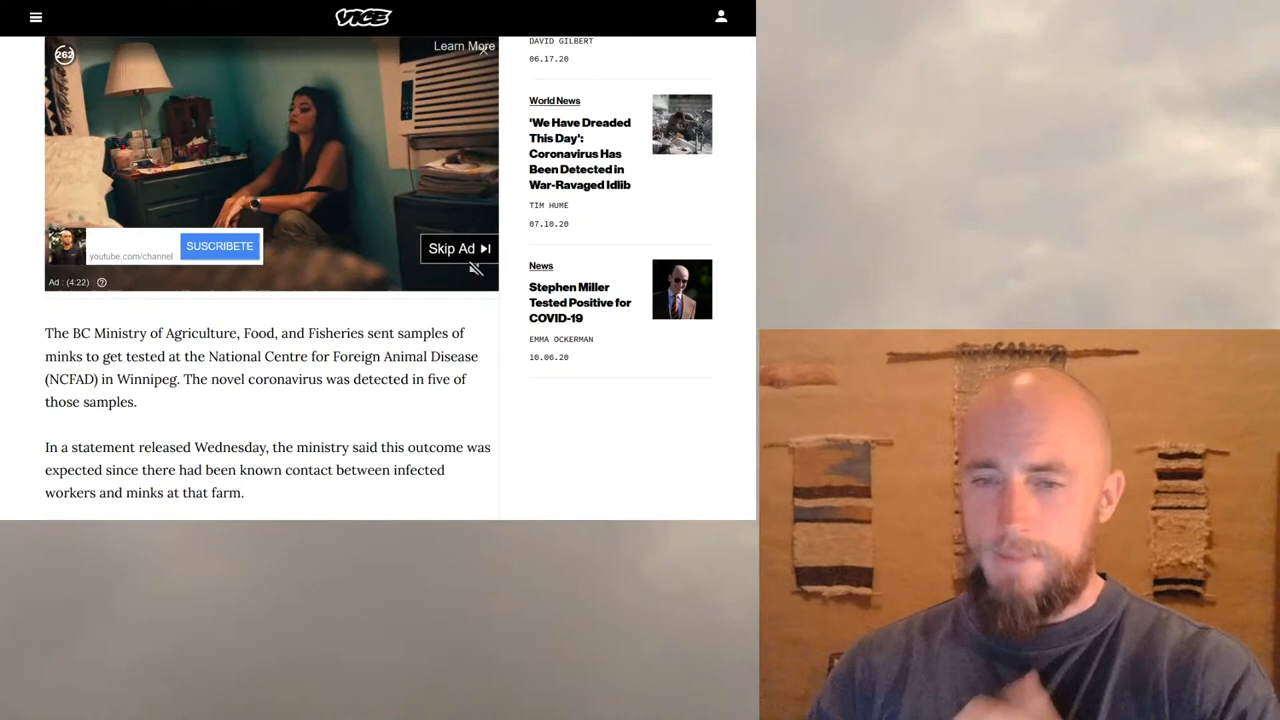 VICE
262
Learn More
youtube.com/channel
SUSCRIBETE
Skip Ad
Ad : (4:22)
The BC Ministry of Agriculture, Food, and Fisheries sent samples of
minks to get tested at the National Centre for Foreign Animal Disease
(NCFAD) in Winnipeg. The novel coronavirus was detected in five of
those samples.
In a statement released Wednesday, the ministry said this outcome was
expected since there had been known contact between infected
workers and minks at that farm.
DAVID GILBERT
06.17.20
World News
'We Have Dreaded
This Day':
Coronavirus Has
Been Detected in
War-Ravaged Idlib
TIM HUME
07.10.20
News
Stephen Miller
Tested Positive for
COVID-19
EMMA OCKERMAN
10.06.20